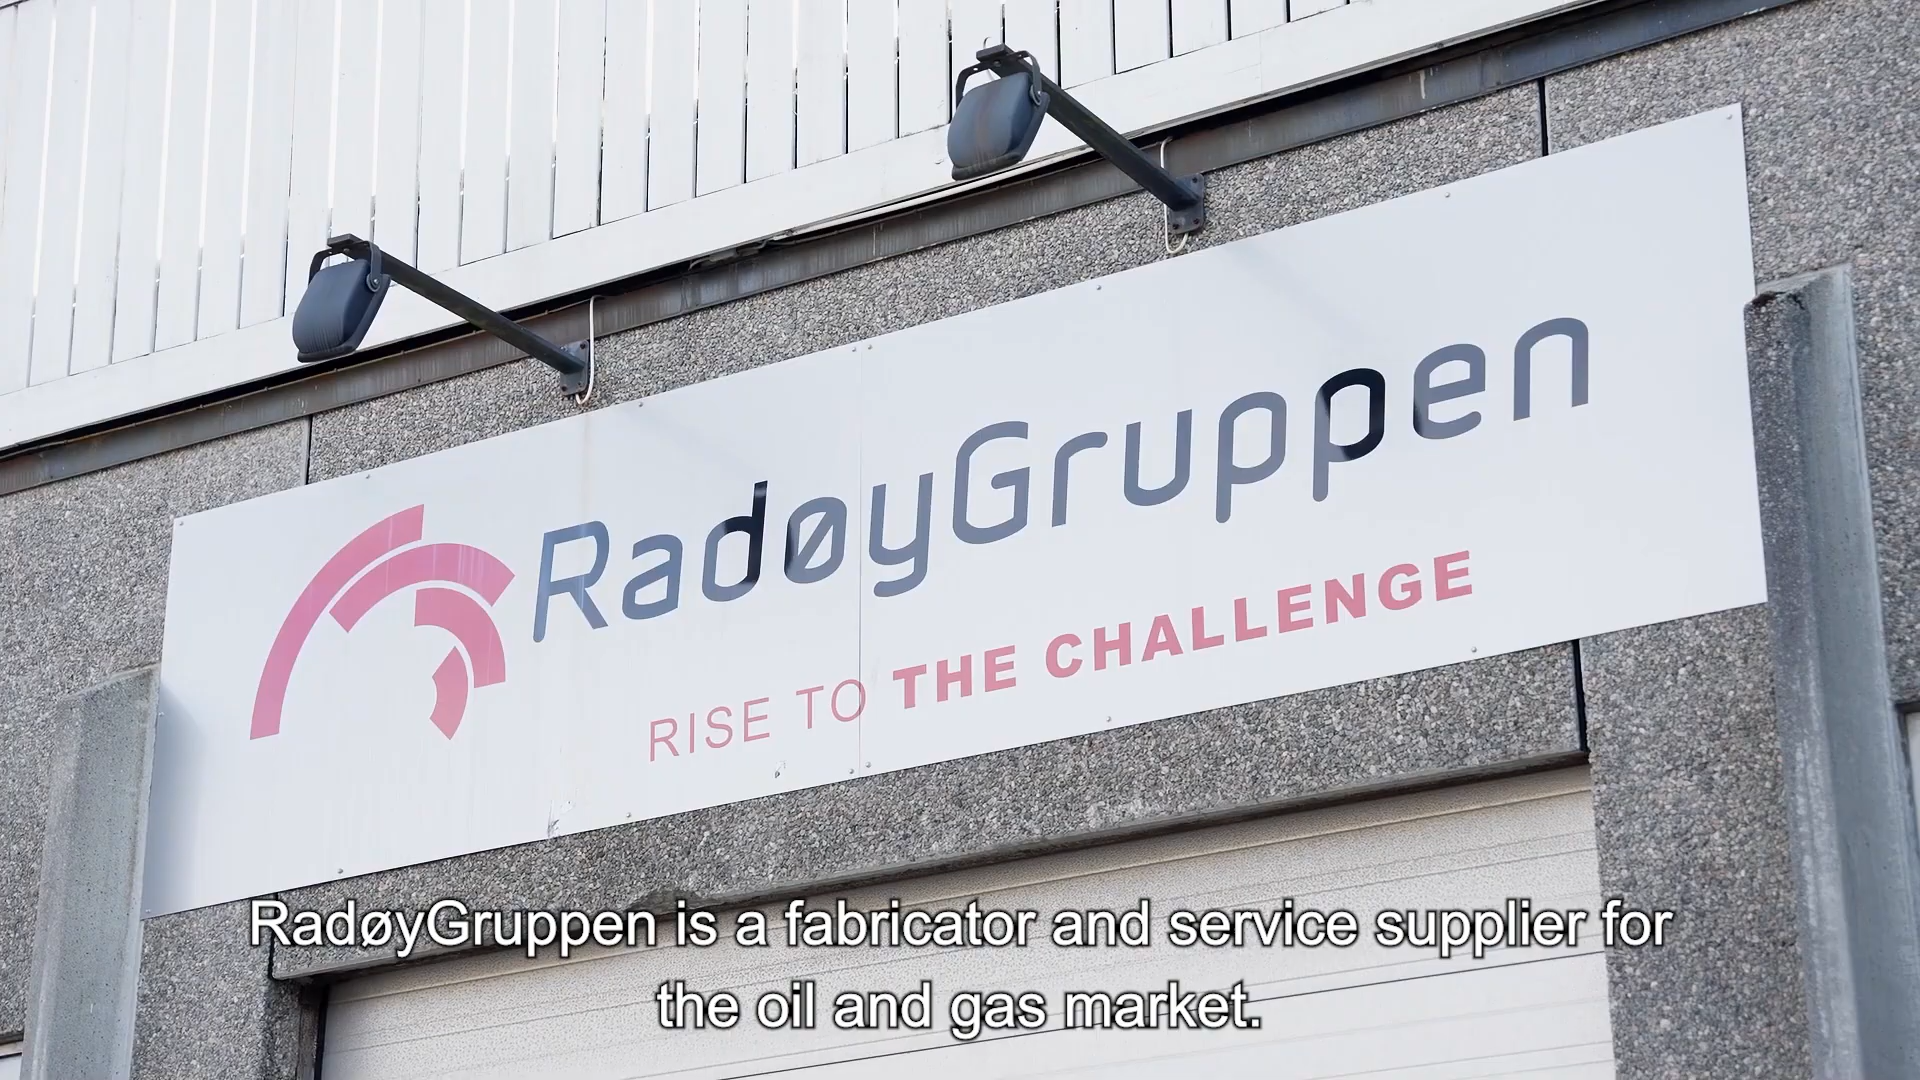 RadøyGruppen
RISE TO THE CHALLENGE
RadøyGruppen is a fabricator and service supplier for
the oil and gas market.